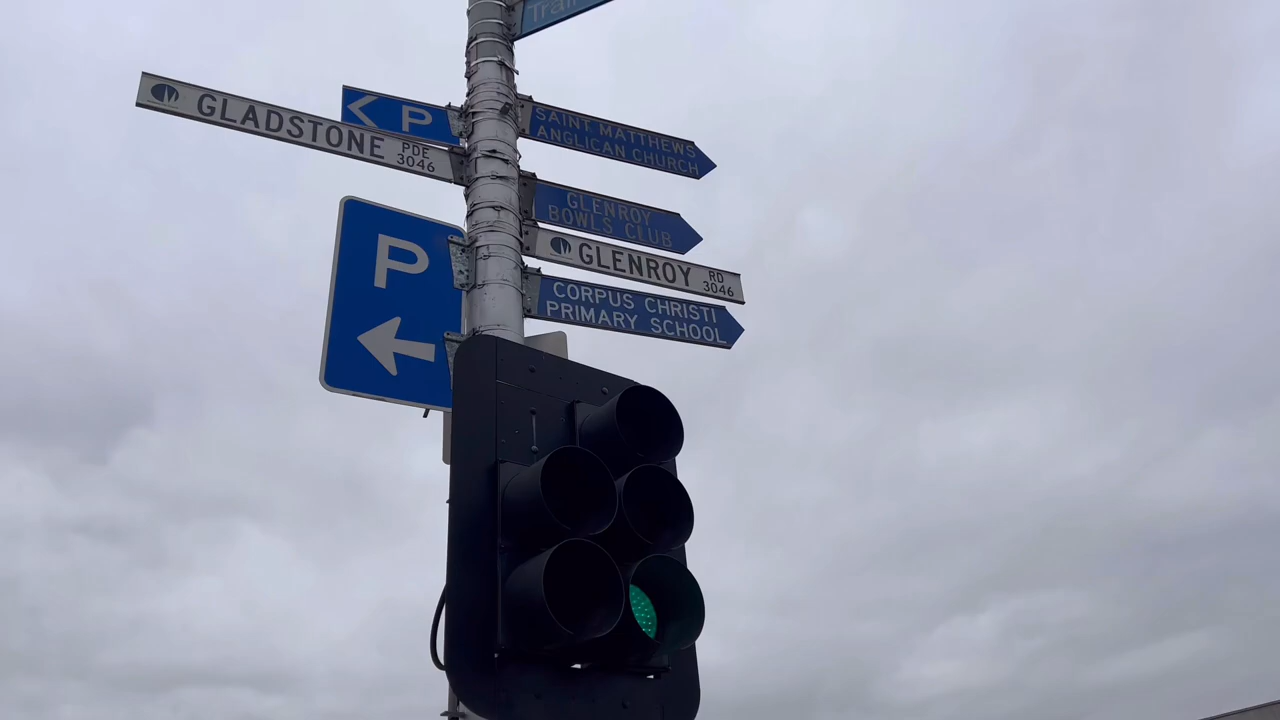 P
GLADSTONE PDE
3046
SAINT MATTHEWS
ANGLICAN CHURCH
GLENROY
BOWLS CLUB
GLENROY RD
3046
P
CORPUS CHRISTI
PRIMARY SCHOOL